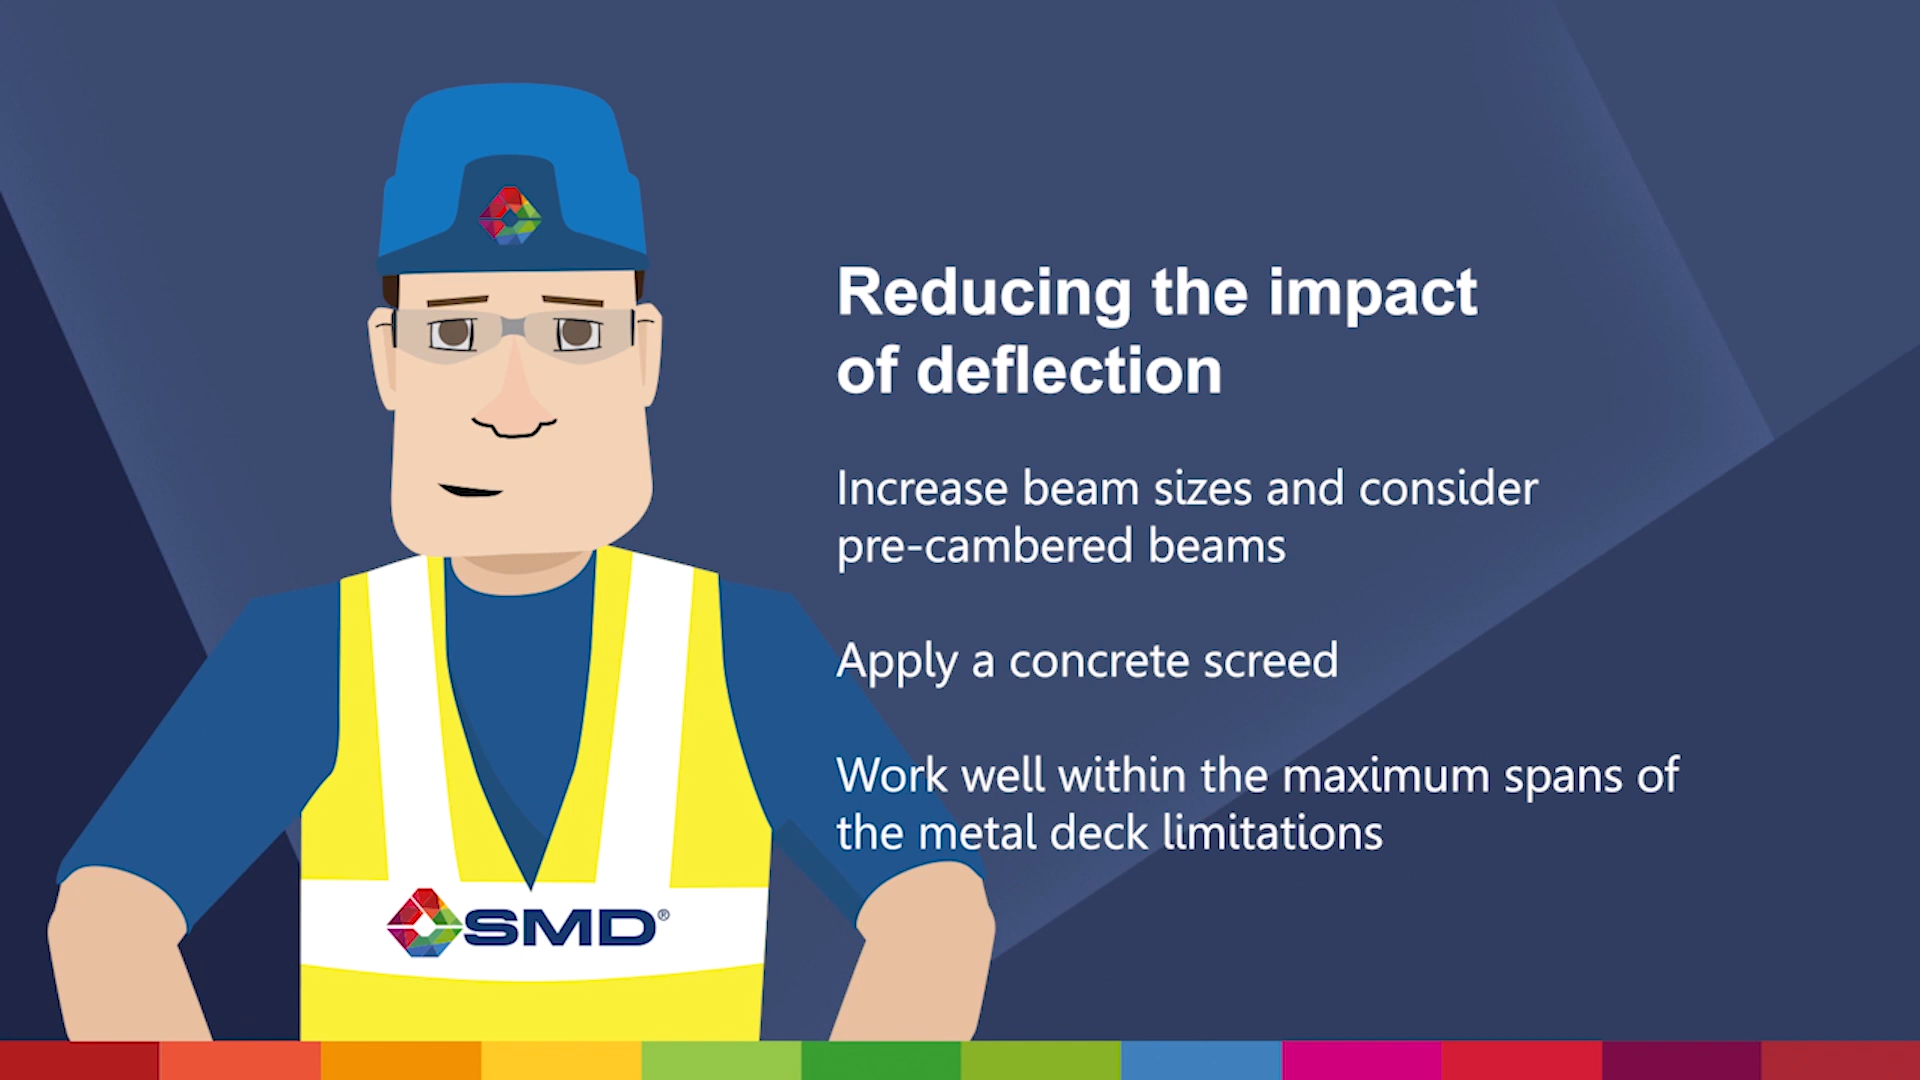 Reducing the impact
of deflection
Increase beam sizes and consider
pre-cambered beams
Apply a concrete screed
Work well within the maximum spans of
the metal deck limitations
SMD®